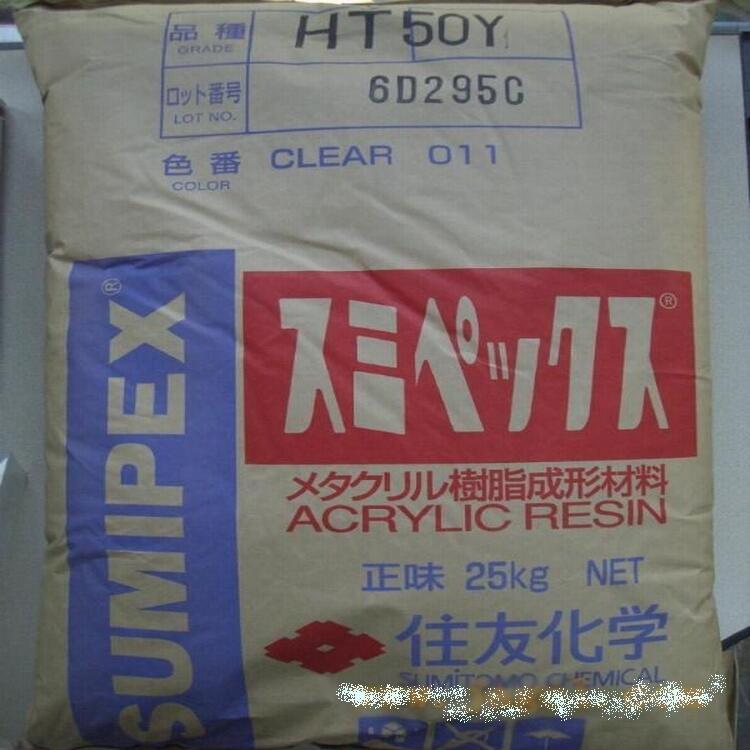 品種 HT50Y
GRADE
ロット番号 6D295C
LOT NO.
色番 CLEAR 011
COLOR
SUMIPEX®
スミペックス®
メタクリル樹脂成形材料
ACRYLIC RESIN
正味 25kg NET
住友化学
SUMITOMO CHEMICAL